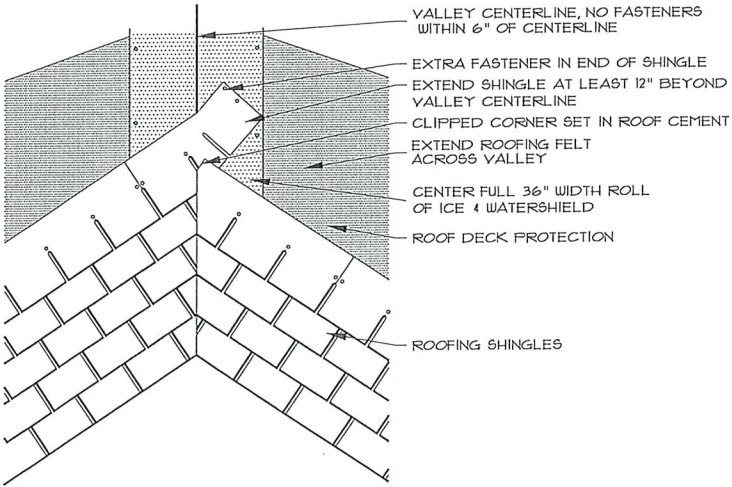 VALLEY CENTERLINE, NO FASTENERS
WITHIN 6" OF CENTERLINE
EXTRA FASTENER IN END OF SHINGLE
EXTEND SHINGLE AT LEAST 12" BEYOND
VALLEY CENTERLINE
CLIPPED CORNER SET IN ROOF CEMENT
EXTEND ROOFING FELT
ACROSS VALLEY
CENTER FULL 36" WIDTH ROLL
OF ICE & WATERSHIELD
ROOF DECK PROTECTION
ROOFING SHINGLES